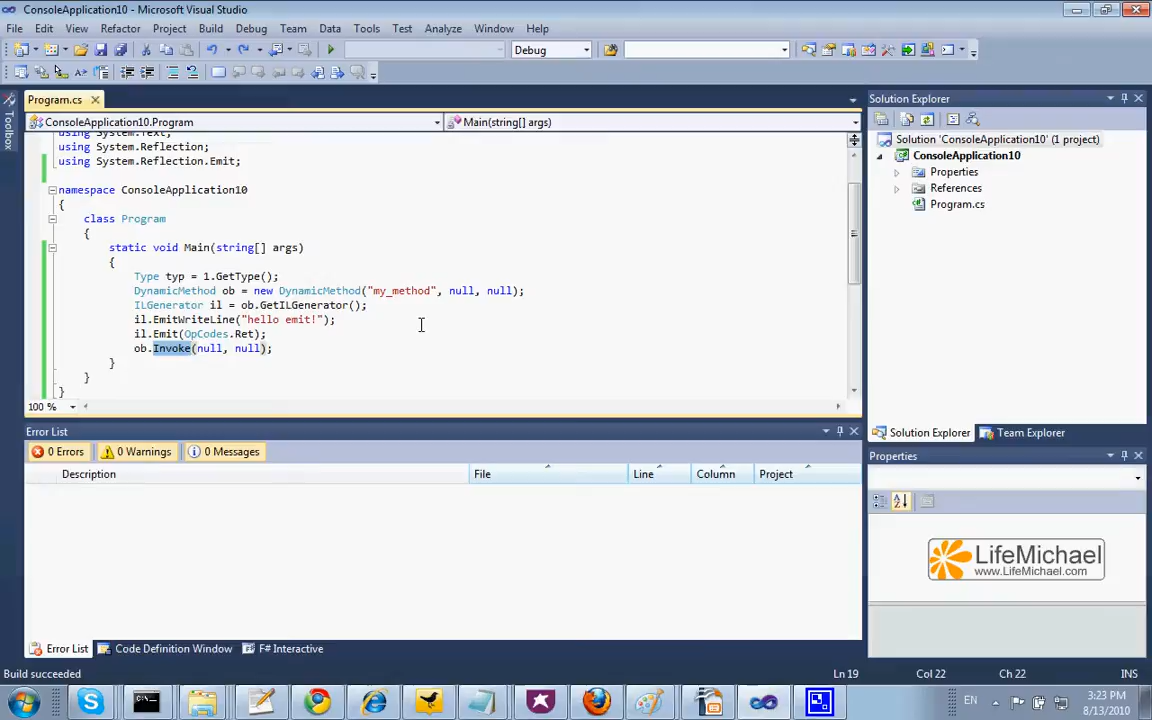 ConsoleApplication10 - Microsoft Visual Studio
File Edit View Refactor Project Build Debug Team Data Tools Test Analyze Window Help
Debug
Program.cs
Solution Explorer
ConsoleApplication10.Program
Main(string[] args)
Toolbox
using System.Text;
using System.Reflection;
using System.Reflection.Emit;
namespace ConsoleApplication10
{
class Program
{
static void Main(string[] args)
{
Type typ = 1.GetType();
DynamicMethod ob = new DynamicMethod("my_method", null, null);
ILGenerator il = ob.GetILGenerator();
il.EmitWriteLine("hello emit!");
il.Emit(OpCodes.Ret);
ob.Invoke(null, null);
}
}
}
100 %
Solution 'ConsoleApplication10' (1 project)
ConsoleApplication10
Properties
References
Program.cs
Solution Explorer Team Explorer
Error List
0 Errors 0 Warnings 0 Messages
Description File Line Column Project
Properties
LifeMichael
www.LifeMichael.com
Error List Code Definition Window F# Interactive
Build succeeded Ln 19 Col 22 Ch 22 INS
EN
3:23 PM
8/13/2010